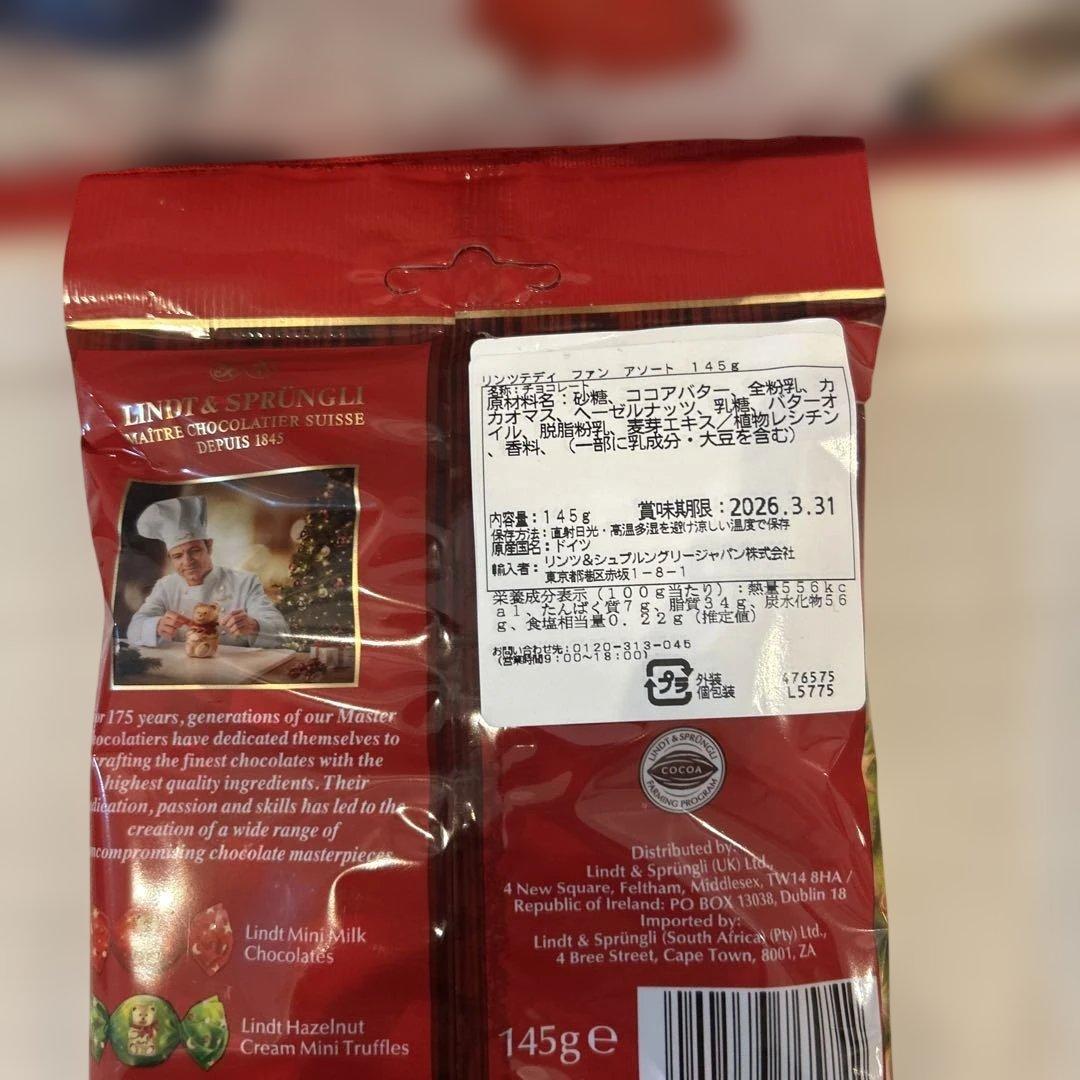 LINDT & SPRÜNGLI
MAÎTRE CHOCOLATIER SUISSE
DEPUIS 1845
175 years, generations of our Master
have dedicated themselves to
crafting the finest chocolates with the
highest quality ingredients. Their
passion and skills has led to the
creation of a wide range of
chocolate masterpieces
Lindt Mini Milk
Chocolates
Lindt Hazelnut
Cream Mini Truffles
リンツテディ ファン アソート 145g
名称:チョコレート
原材料名:砂糖、ココアバター、全粉乳、カ
カオマス、ヘーゼルナッツ、乳糖、バターオ
イル、脱脂粉乳、麦芽エキス/植物レシチン
、香料、(一部に乳成分・大豆を含む)
内容量:145g 賞味期限:2026.3.31
保存方法:直射日光・高温多湿を避け涼しい温度で保存
原産国名:ドイツ
輸入者:リンツ&シュプルングリージャパン株式会社
東京都港区赤坂1-8-1
栄養成分表示(100g当たり):熱量556kc
al、たんぱく質7g、脂質34g、炭水化物56
g、食塩相当量0.22g(推定値)
お問い合わせ先:0120-313-045
(営業時間9:00~18:00)
プラ
外装
個包装
476575
L5775
LINDT & SPRÜNGLI
COCOA
FARMING PROGRAM
Distributed by:
Lindt & Sprüngli (UK) Ltd.,
4 New Square, Feltham, Middlesex, TW14 8HA /
Republic of Ireland: PO BOX 13038, Dublin 18
Imported by:
Lindt & Sprüngli (South Africa) (Pty) Ltd.,
4 Bree Street, Cape Town, 8001, ZA
145g e